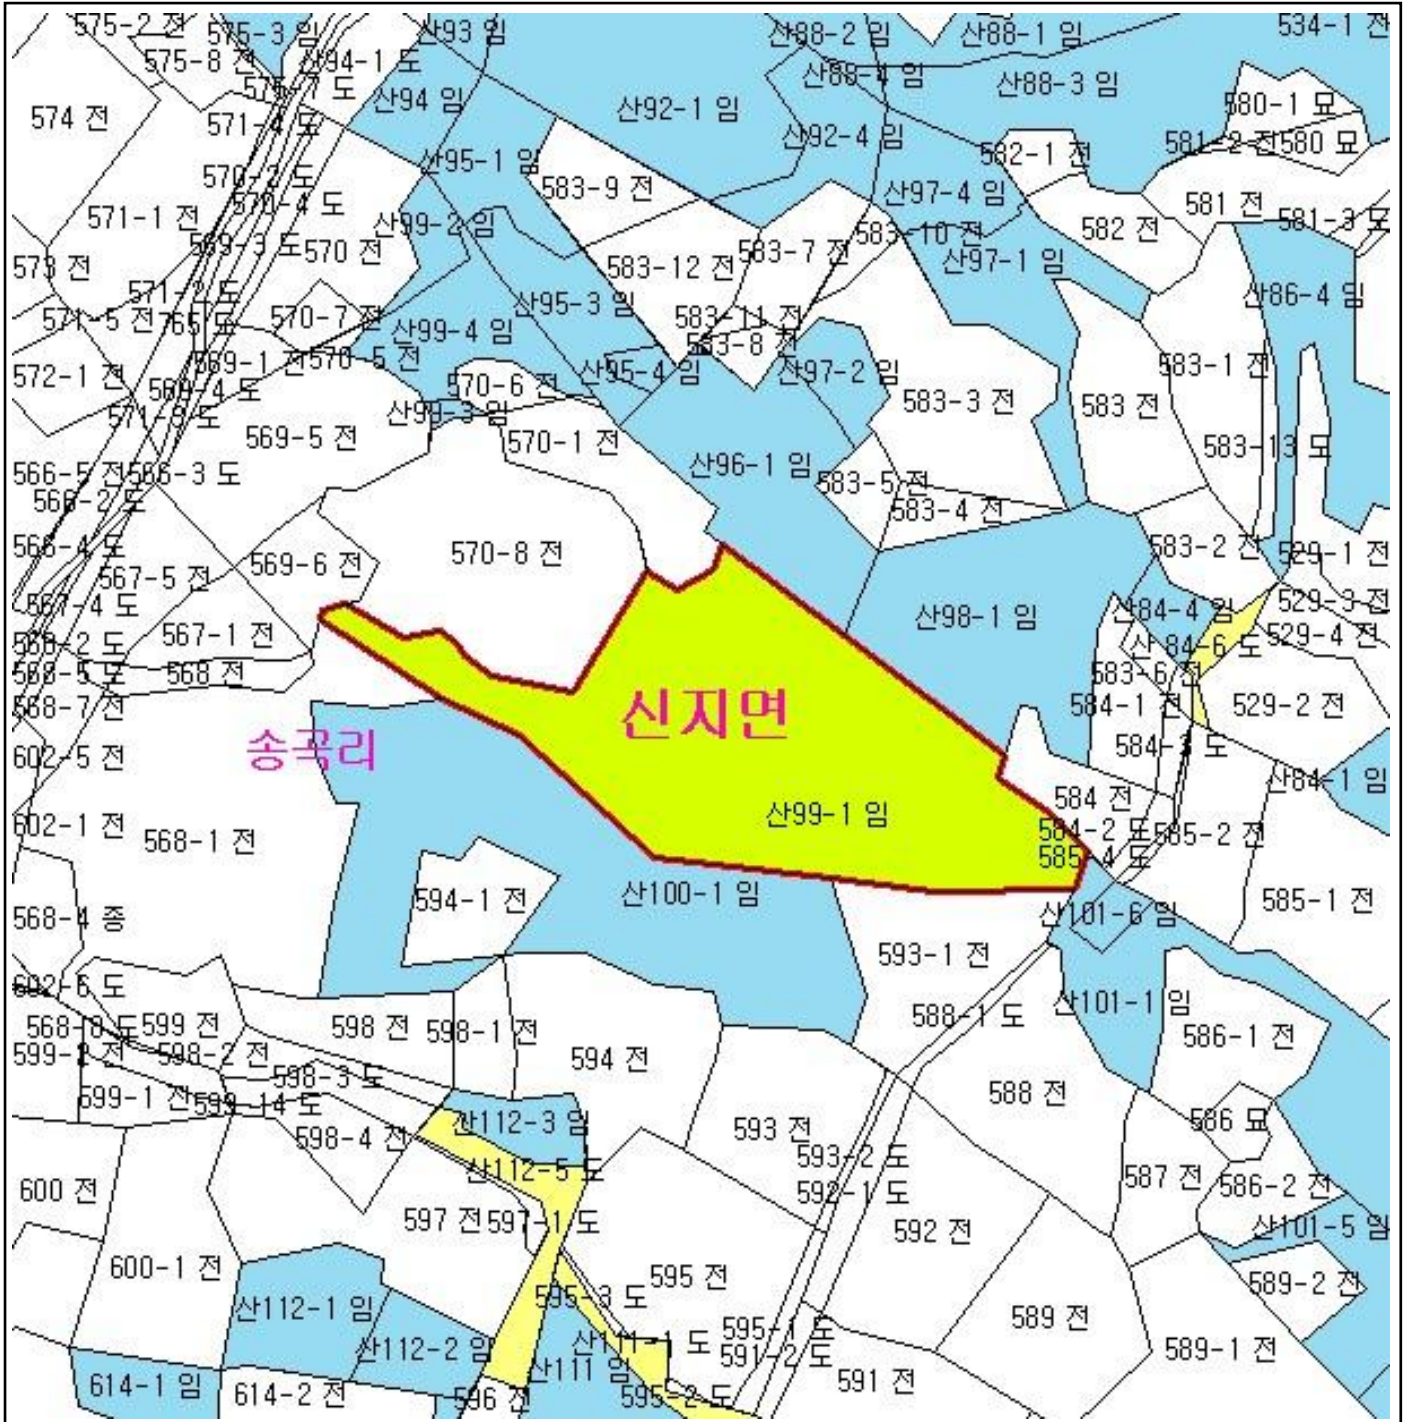 575-2 전
575-3 임
산93 임
산88-2 임
산88-1 임
534-1 전
575-8 전
산94-1 도
산88-4 임
산88-3 임
575-7 도
산94 임
산92-1 임
580-1 묘
574 전
571-4 도
산92-4 임
581-2 전
580 묘
산95-1 임
582-1 전
570-2 도
583-9 전
산97-4 임
570-4 도
571-1 전
산99-2 임
581 전
581-3 도
569-3 도
570 전
583-7 전
583-10 전
582 전
573 전
583-12 전
산97-1 임
571-2 도
산95-3 임
산86-4 임
571-5 전
765 도
570-7 전
산99-4 임
583-11 전
583-8 전
569-1 전
570-5 전
583-1 전
572-1 전
569-4 도
570-6 전
산95-4 임
산97-2 임
산99-3 임
583-3 전
583 전
569-5 전
570-1 전
583-13 도
566-5 전
566-3 도
산96-1 임
583-5 전
566-2 도
583-4 전
566-4 도
569-6 전
570-8 전
583-2 전
529-1 전
567-5 전
567-4 도
산98-1 임
산84-4 임
529-3 전
567-1 전
529-4 전
568-2 도
산84-6 도
568-5 도
568 전
583-6 전
568-7 전
신지면
584-1 전
529-2 전
송곡리
584-3 도
602-5 전
산84-1 임
584 전
산99-1 임
602-1 전
568-1 전
584-2 도
585-2 전
585-4 도
산100-1 임
594-1 전
585-1 전
568-4 종
산101-6 임
593-1 전
602-6 도
산101-1 임
568-8 도
599 전
598 전
598-1 전
588-1 도
586-1 전
599-2 전
598-2 전
594 전
598-3 도
588 전
599-1 전
599-14 도
산112-3 임
586 묘
598-4 전
593 전
593-2 도
산112-5 도
587 전
600 전
592-1 도
586-2 전
597 전
597-1 도
592 전
산101-5 임
600-1 전
595 전
589-2 전
산112-1 임
595-3 도
589 전
595-1 도
산112-2 임
산111-1 도
591-2 도
589-1 전
614-1 임
산111 임
591 전
614-2 전
596 전
595-2 도